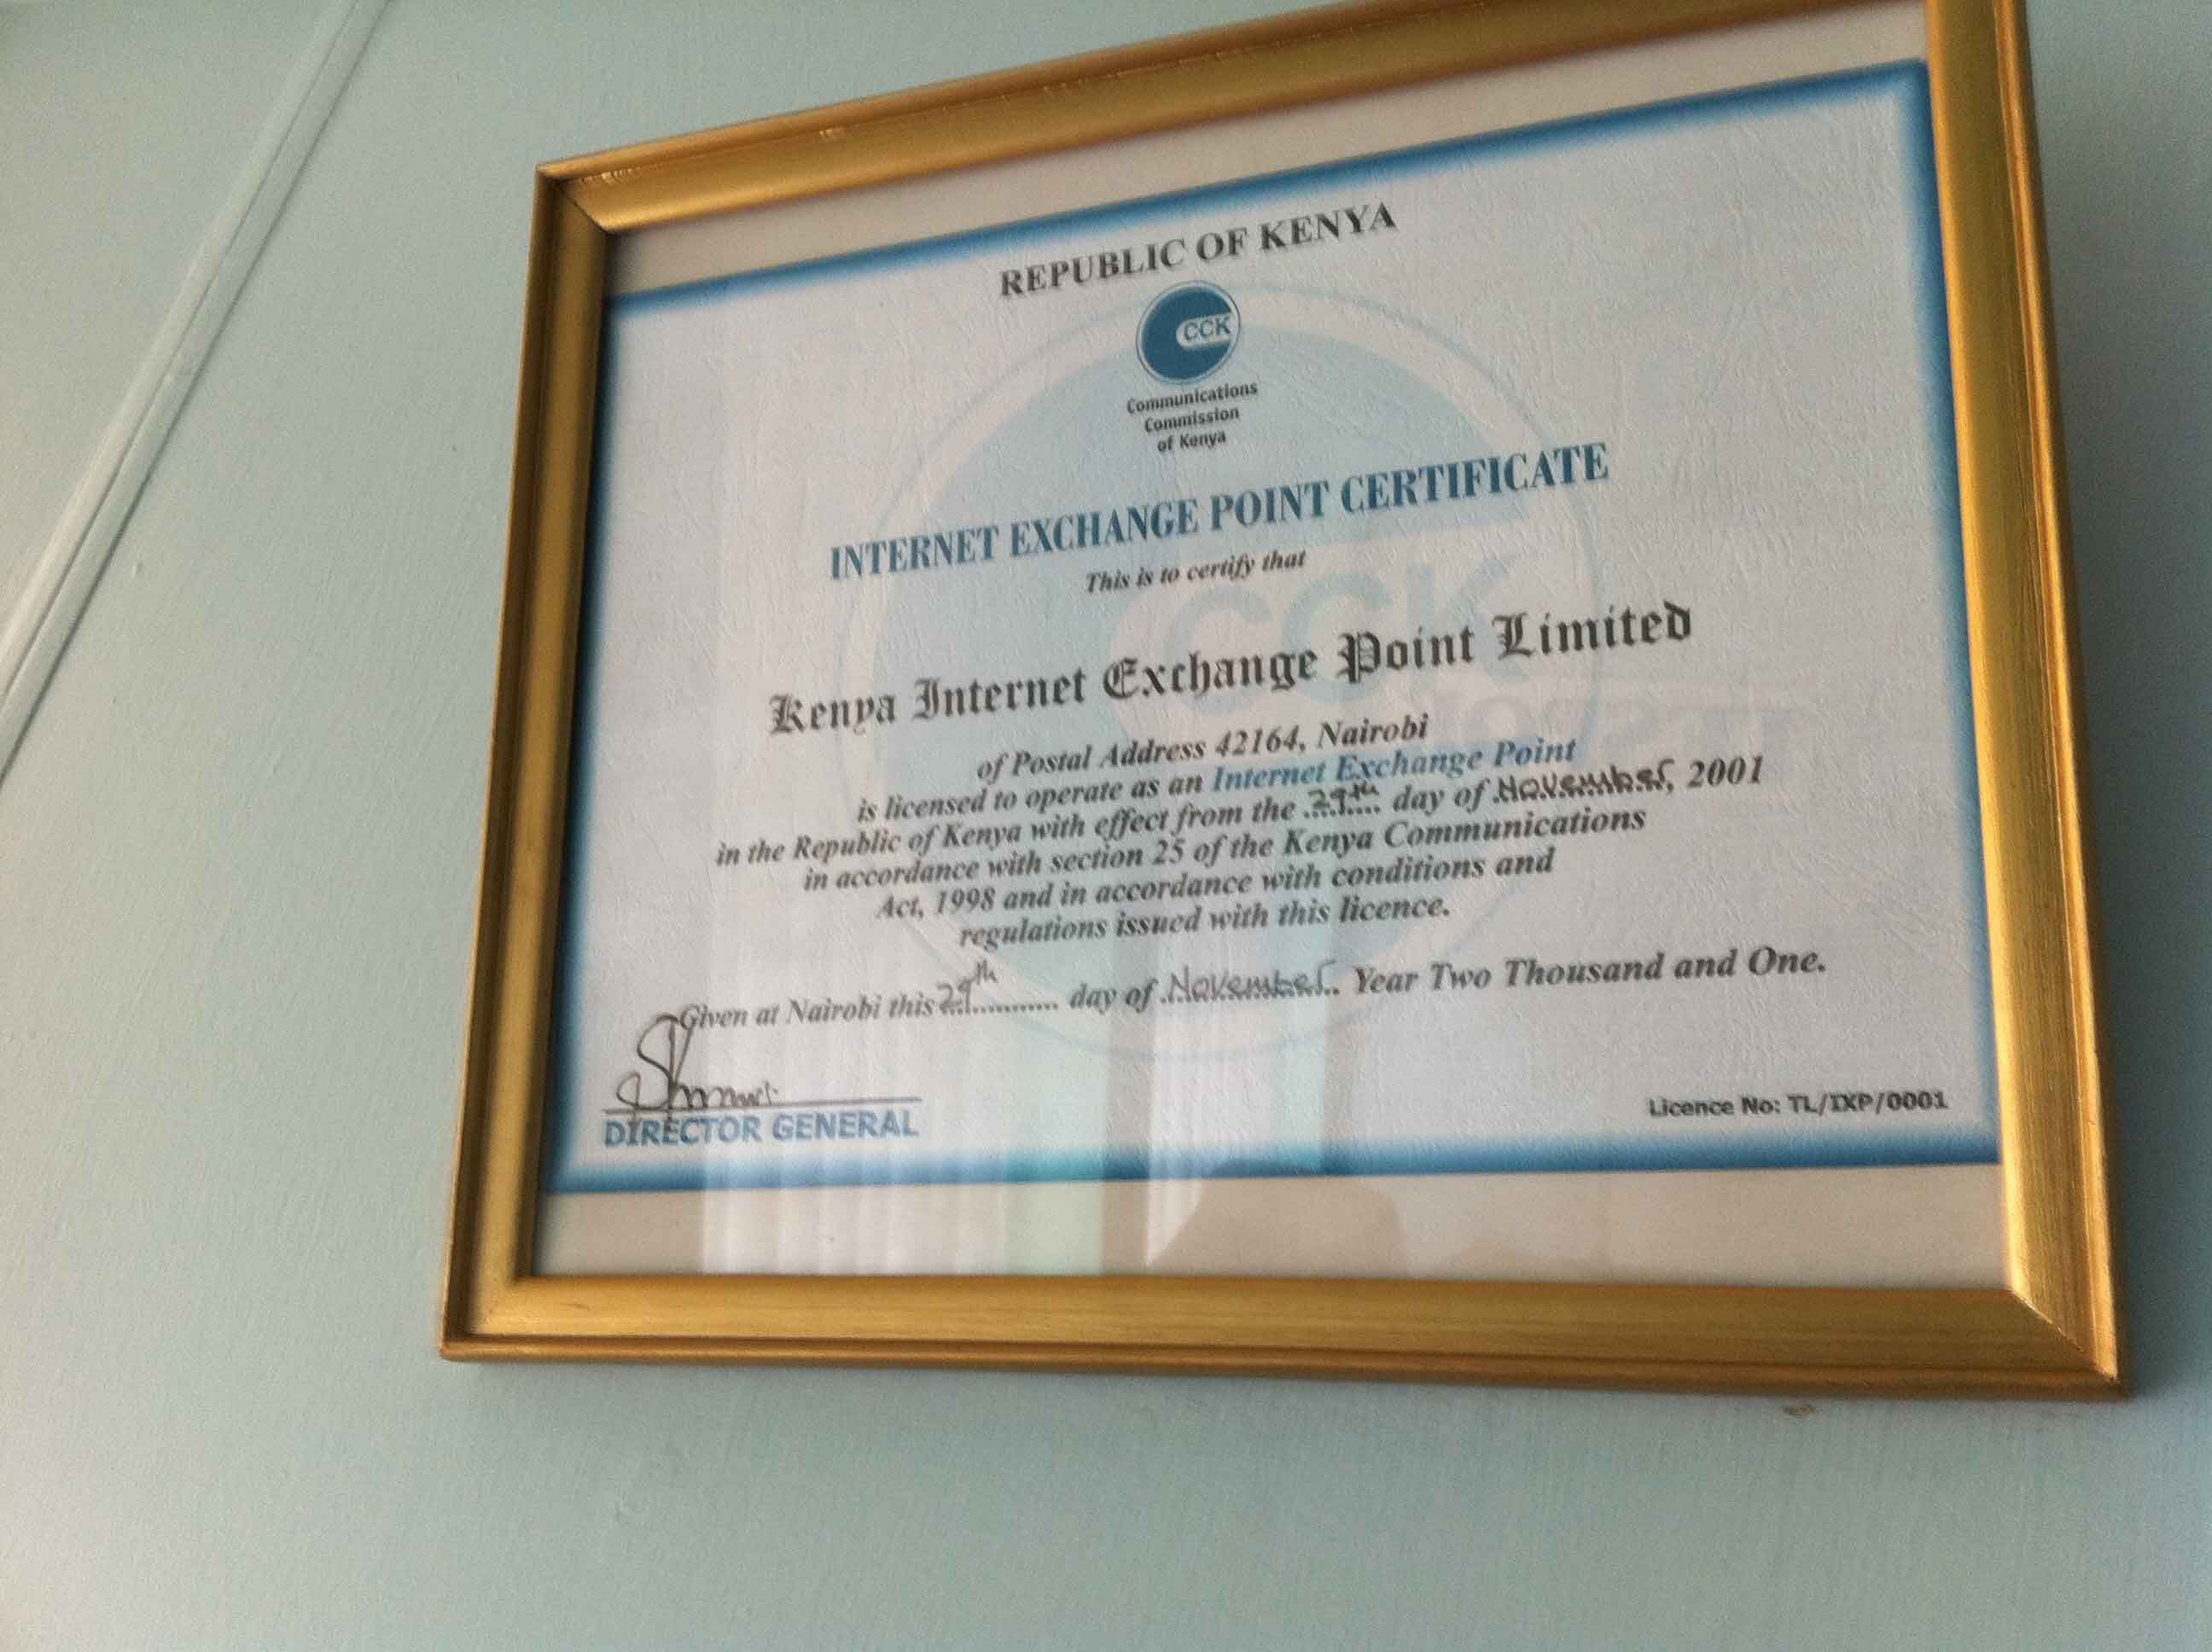 REPUBLIC OF KENYA
CCK
Communications
Commission
of Kenya
INTERNET EXCHANGE POINT CERTIFICATE
This is to certify that
Kenya Internet Exchange Point Limited
of Postal Address 42164, Nairobi
is licensed to operate as an Internet Exchange Point
in the Republic of Kenya with effect from the 29th day of November, 2001
in accordance with section 25 of the Kenya Communications
Act, 1998 and in accordance with conditions and
regulations issued with this licence.
Given at Nairobi this 29th day of November Year Two Thousand and One.
DIRECTOR GENERAL
Licence No: TL/IXP/0001
CCK